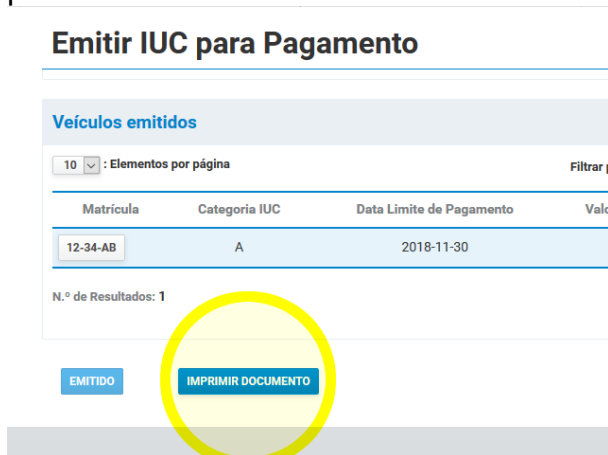 Emitir IUC para Pagamento
Veículos emitidos
10 : Elementos por página
Filtrar
Matrícula Categoria IUC Data Limite de Pagamento
12-34-AB A 2018-11-30
N.º de Resultados: 1
EMITIDO IMPRIMIR DOCUMENTO